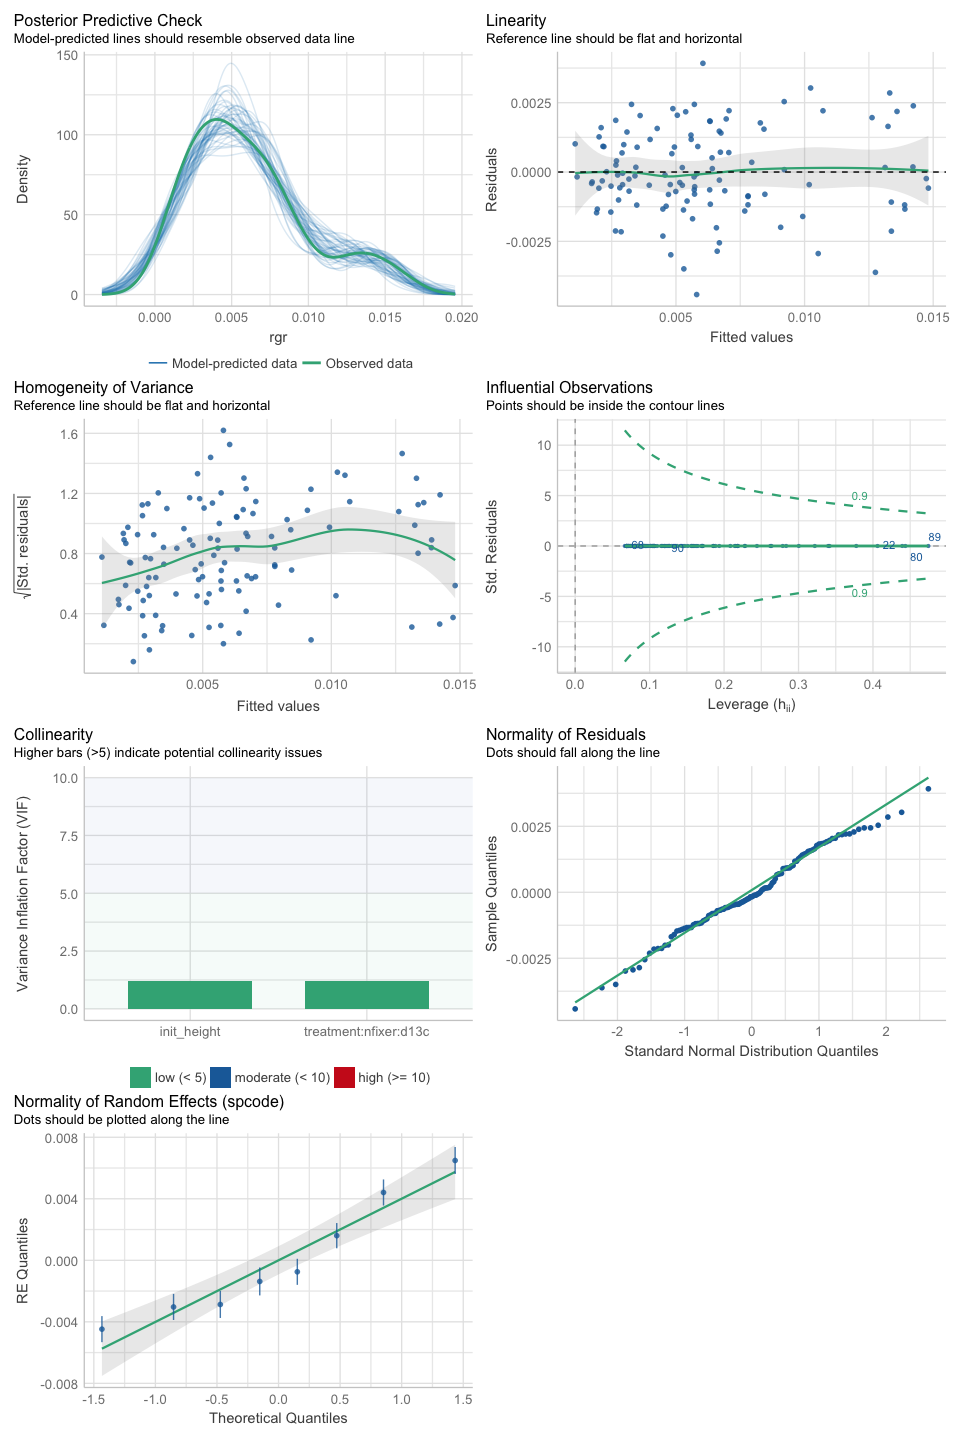 Posterior Predictive Check
Model-predicted lines should resemble observed data line
150
100
50
0
Density
0.000 0.005 0.010 0.015 0.020
rgr
Model-predicted data Observed data
Linearity
Reference line should be flat and horizontal
0.0025
0.0000
-0.0025
Residuals
0.005 0.010 0.015
Fitted values
Homogeneity of Variance
Reference line should be flat and horizontal
1.6
1.2
0.8
0.4
√|Std. residuals|
0.005 0.010 0.015
Fitted values
Influential Observations
Points should be inside the contour lines
10
5
0
-5
-10
Std. Residuals
0.9
89
68
90
22
80
0.9
0.0 0.1 0.2 0.3 0.4
Leverage (hii)
Collinearity
Higher bars (>5) indicate potential collinearity issues
10.0
7.5
5.0
2.5
0.0
Variance Inflation Factor (VIF)
init_height treatment:nfixer:d13c
low (< 5) moderate (< 10) high (>= 10)
Normality of Residuals
Dots should fall along the line
0.0025
0.0000
-0.0025
Sample Quantiles
-2 -1 0 1 2
Standard Normal Distribution Quantiles
Normality of Random Effects (spcode)
Dots should be plotted along the line
0.008
0.004
0.000
-0.004
-0.008
RE Quantiles
-1.5 -1.0 -0.5 0.0 0.5 1.0 1.5
Theoretical Quantiles